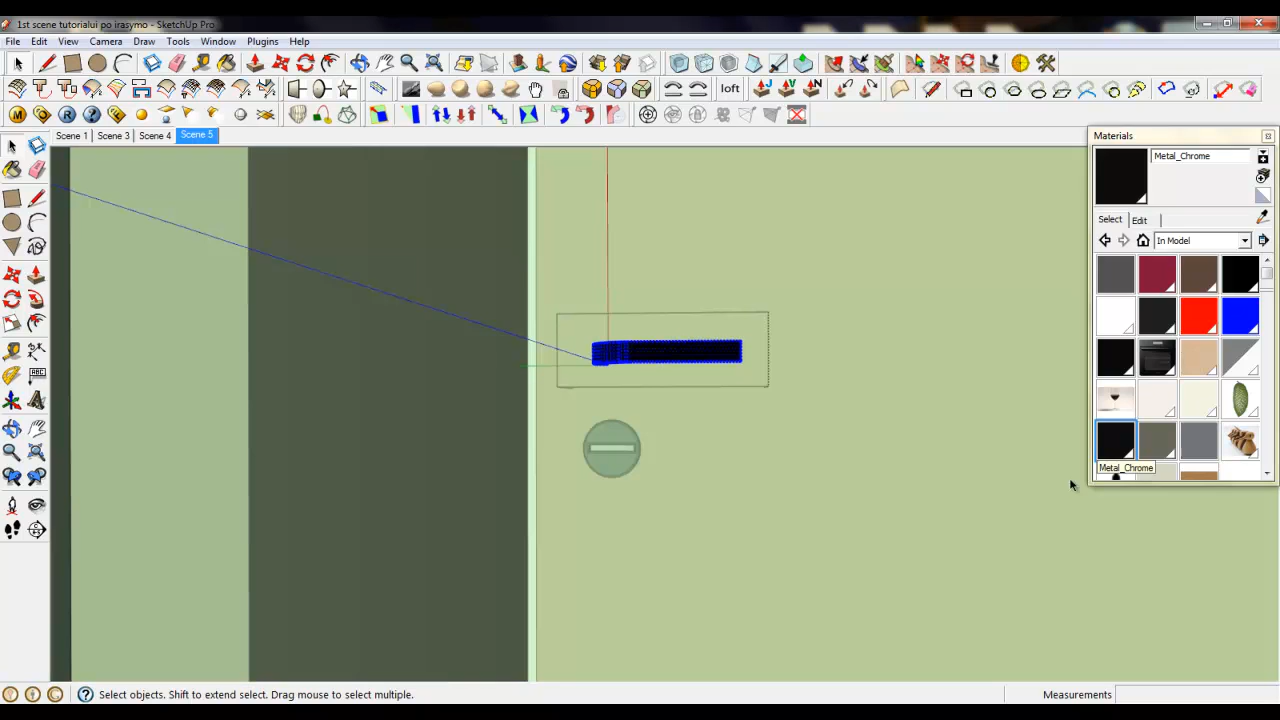 1st scene tutorialui po irasymo - SketchUp Pro
File Edit View Camera Draw Tools Window Plugins Help
loft
Scene 1 Scene 3 Scene 4 Scene 5
Materials
Metal_Chrome
Select Edit
In Model
Metal_Chrome
Select objects. Shift to extend select. Drag mouse to select multiple.
Measurements